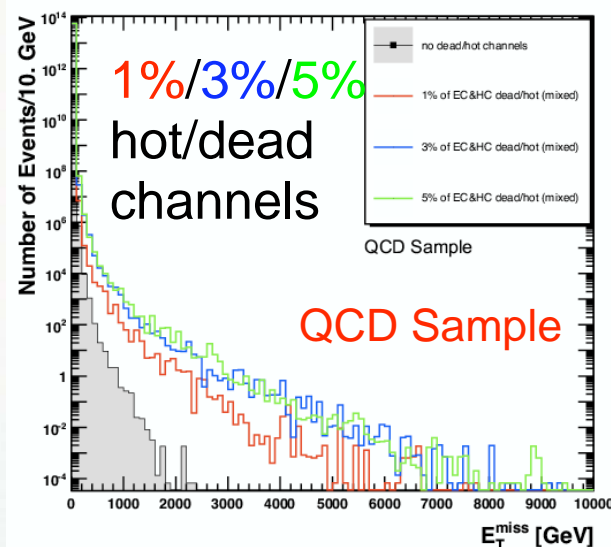 Number of Events/10. GeV
10^14
10^12
10^10
10^8
10^6
10^4
10^2
1
10^-2
10^-4
1%/3%/5%
hot/dead
channels
no dead/hot channels
1% of EC&HC dead/hot (mixed)
3% of EC&HC dead/hot (mixed)
5% of EC&HC dead/hot (mixed)
QCD Sample
QCD Sample
0 1000 2000 3000 4000 5000 6000 7000 8000 9000 10000
E_T^miss [GeV]